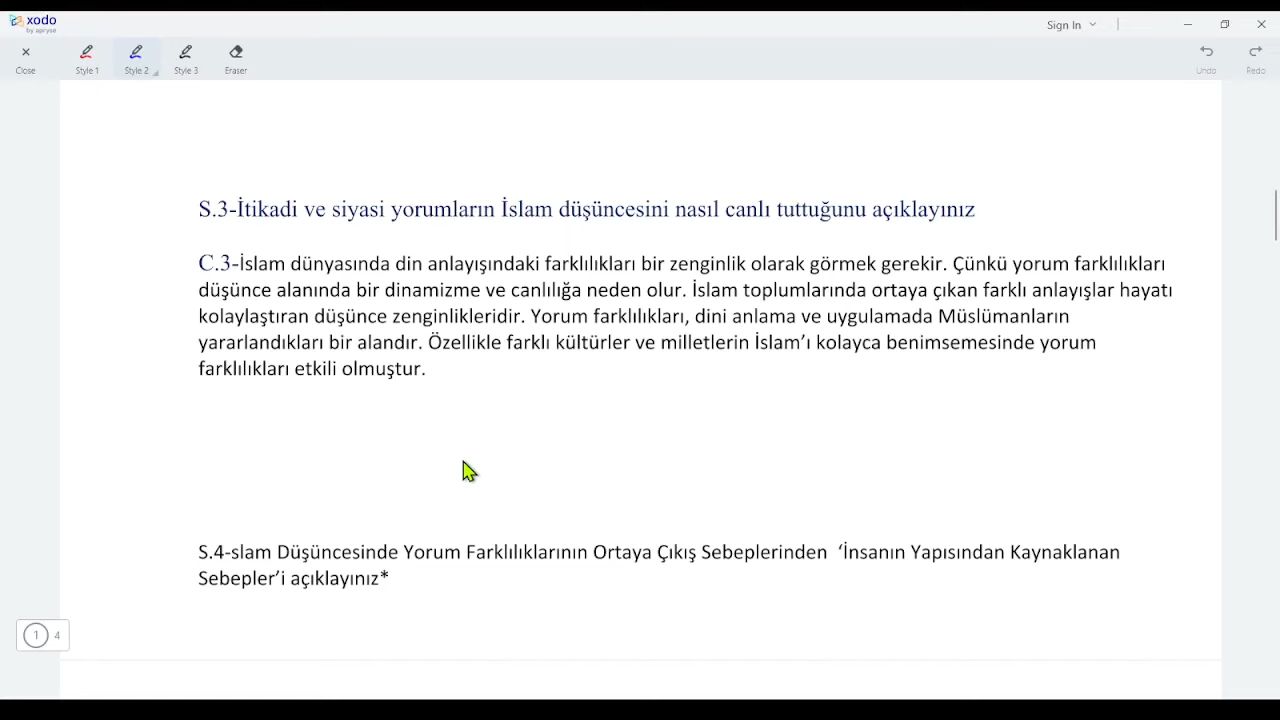 xodo
by apryse
Sign In
Close
Style 1
Style 2
Style 3
Eraser
Undo
Redo
S.3-İtikadi ve siyasi yorumların İslam düşüncesini nasıl canlı tuttuğunu açıklayınız
C.3-İslam dünyasında din anlayışındaki farklılıkları bir zenginlik olarak görmek gerekir. Çünkü yorum farklılıkları
düşünce alanında bir dinamizme ve canlılığa neden olur. İslam toplumlarında ortaya çıkan farklı anlayışlar hayatı
kolaylaştıran düşünce zenginlikleridir. Yorum farklılıkları, dini anlama ve uygulamada Müslümanların
yararlandıkları bir alandır. Özellikle farklı kültürler ve milletlerin İslam’ı kolayca benimsemesinde yorum
farklılıkları etkili olmuştur.
S.4-slam Düşüncesinde Yorum Farklılıklarının Ortaya Çıkış Sebeplerinden ‘İnsanın Yapısından Kaynaklanan
Sebepler’i açıklayınız*
1 4